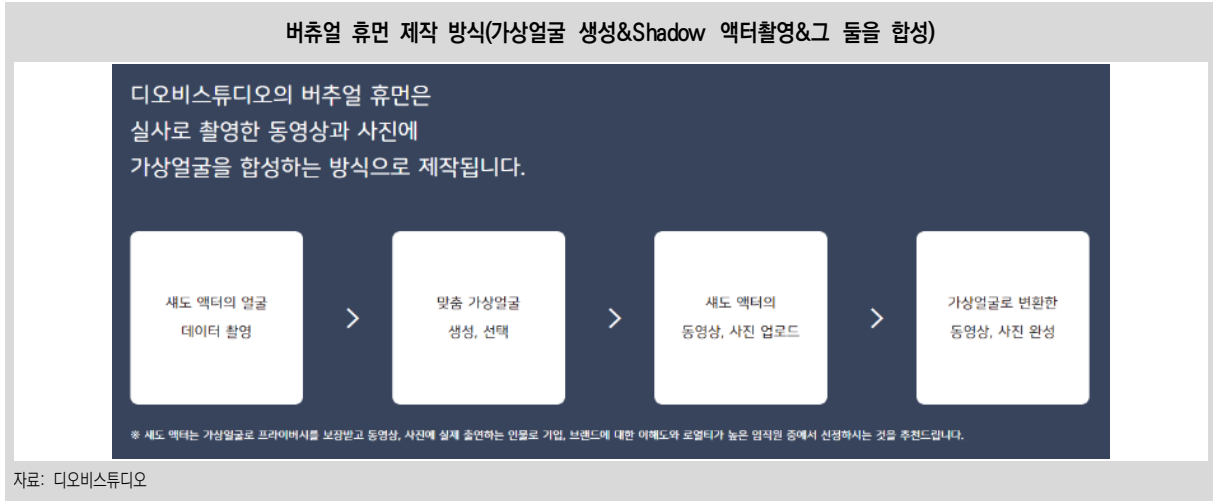 버츄얼 휴먼 제작 방식(가상얼굴 생성&Shadow 액터촬영&그 둘을 합성)
디오비스튜디오의 버추얼 휴먼은
실사로 촬영한 동영상과 사진에
가상얼굴을 합성하는 방식으로 제작됩니다.
섀도 액터의 얼굴
데이터 촬영
>
맞춤 가상얼굴
생성, 선택
>
섀도 액터의
동영상, 사진 업로드
>
가상얼굴로 변환한
동영상, 사진 완성
※ 섀도 액터는 가상얼굴로 프라이버시를 보장받고 동영상, 사진에 실제 출연하는 인물로 기업, 브랜드에 대한 이해도와 로열티가 높은 임직원 중에서 선정하시는 것을 추천드립니다.
자료: 디오비스튜디오